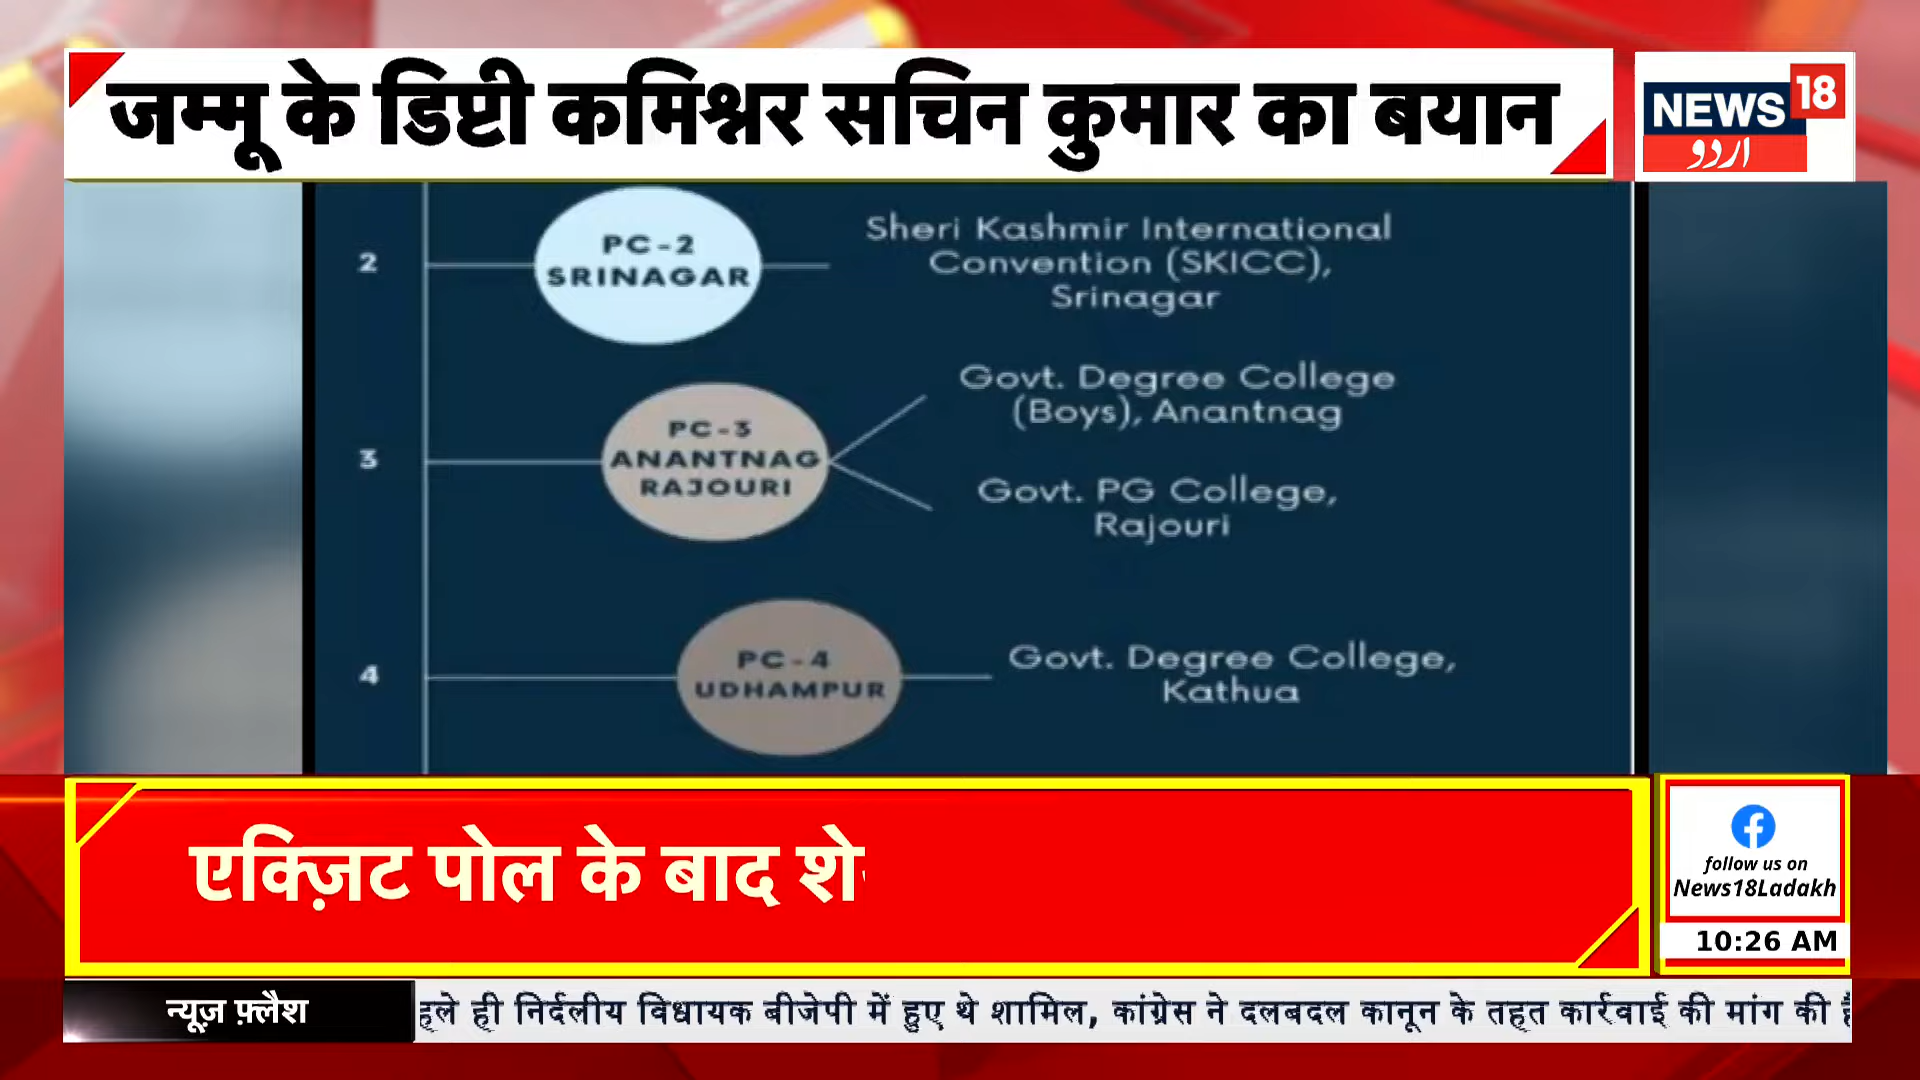 जम्मू के डिप्टी कमिश्नर सचिन कुमार का बयान
NEWS 18
اردو
2
PC-2
SRINAGAR
Sheri Kashmir International
Convention (SKICC),
Srinagar
3
PC-3
ANANTNAG
RAJOURI
Govt. Degree College
(Boys), Anantnag
Govt. PG College,
Rajouri
4
PC-4
UDHAMPUR
Govt. Degree College,
Kathua
एक्ज़िट पोल के बाद
follow us on
News18Ladakh
10:26 AM
न्यूज़ फ़्लैश
ही निर्दलीय विधायक बीजेपी में हुए थे शामिल, कांग्रेस ने दलबदल कानून के तहत कार्रवाई की मांग की